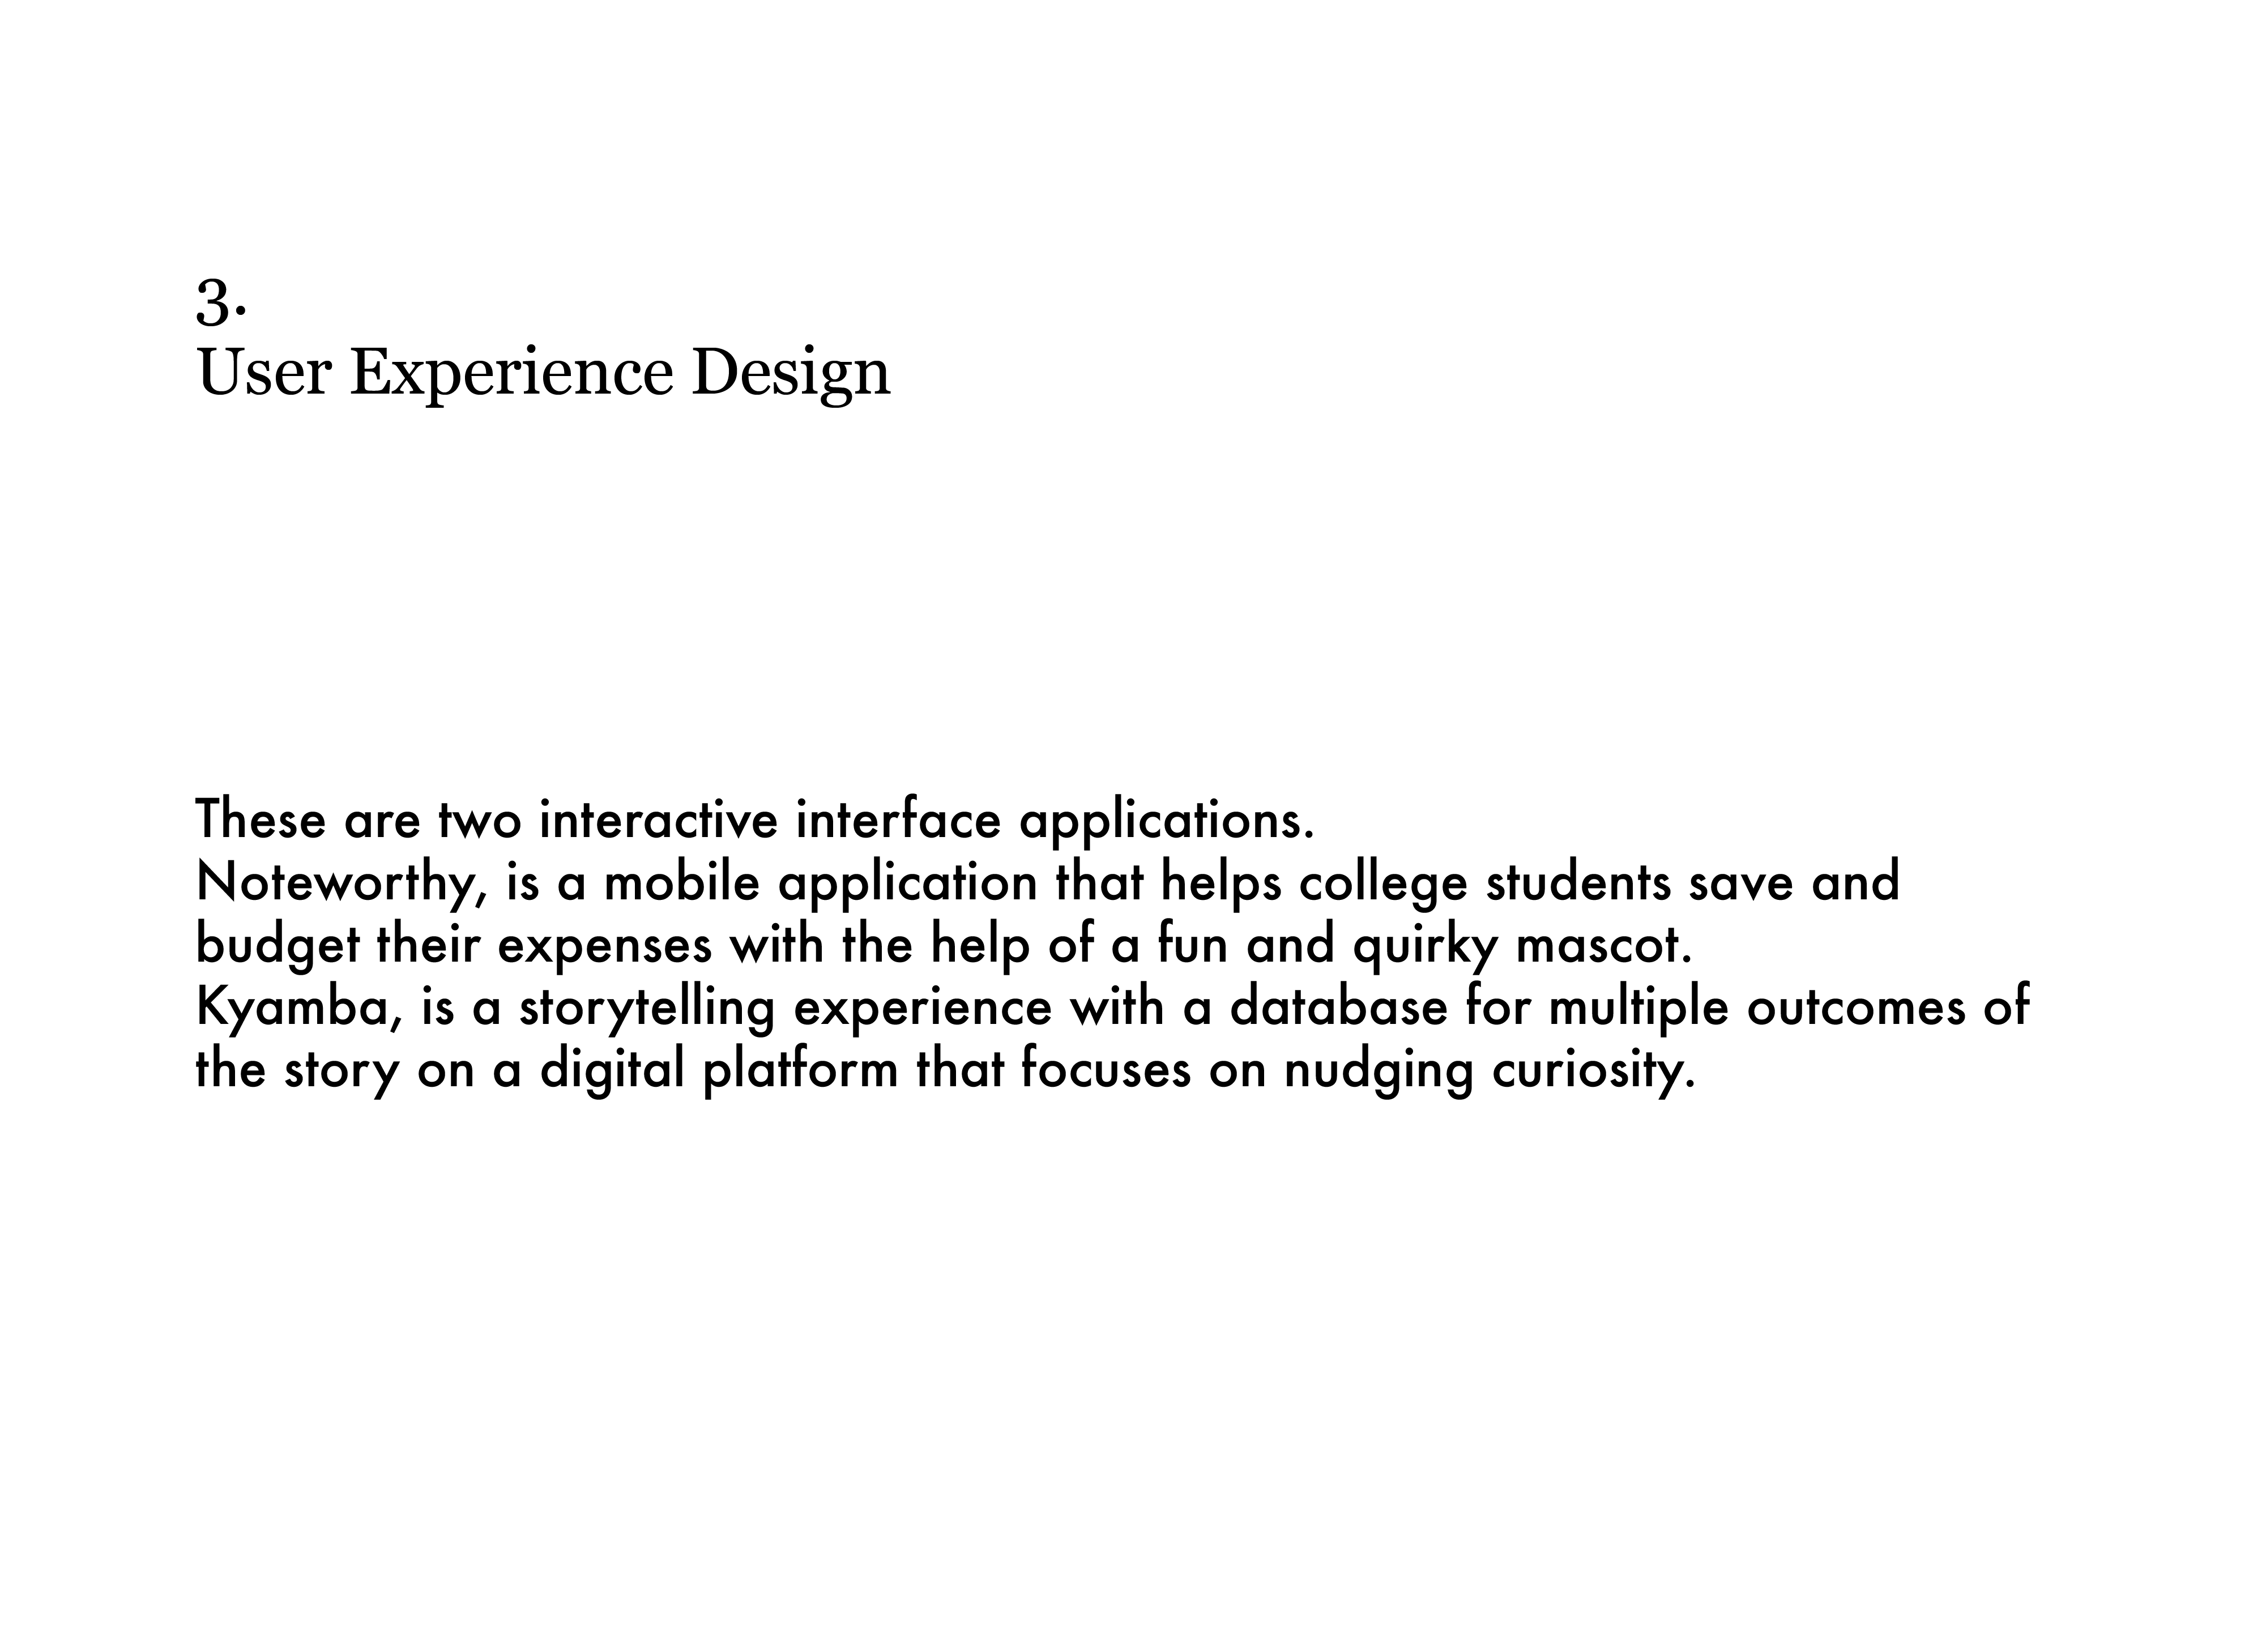 3.
User Experience Design
These are two interactive interface applications.
Noteworthy, is a mobile application that helps college students save and
budget their expenses with the help of a fun and quirky mascot.
Kyamba, is a storytelling experience with a database for multiple outcomes of
the story on a digital platform that focuses on nudging curiosity.